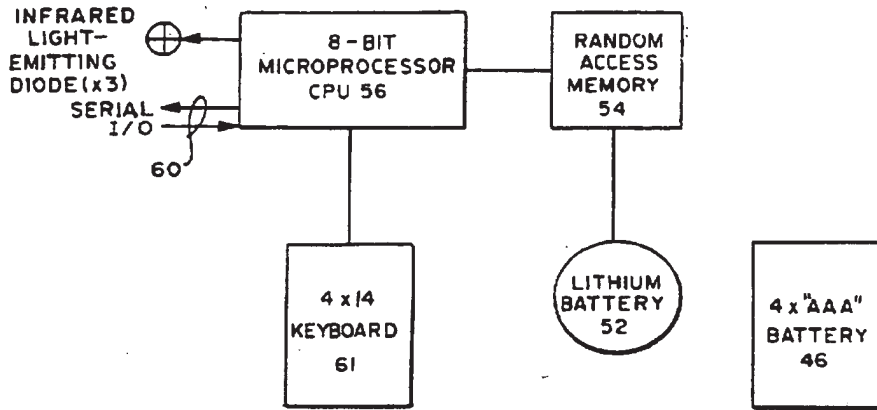 INFRARED
LIGHT-
EMITTING
DIODE(x3)
SERIAL
I/O
60
8-BIT
MICROPROCESSOR
CPU 56
RANDOM
ACCESS
MEMORY
54
4 x 14
KEYBOARD
61
LITHIUM
BATTERY
52
4 x "AAA"
BATTERY
46